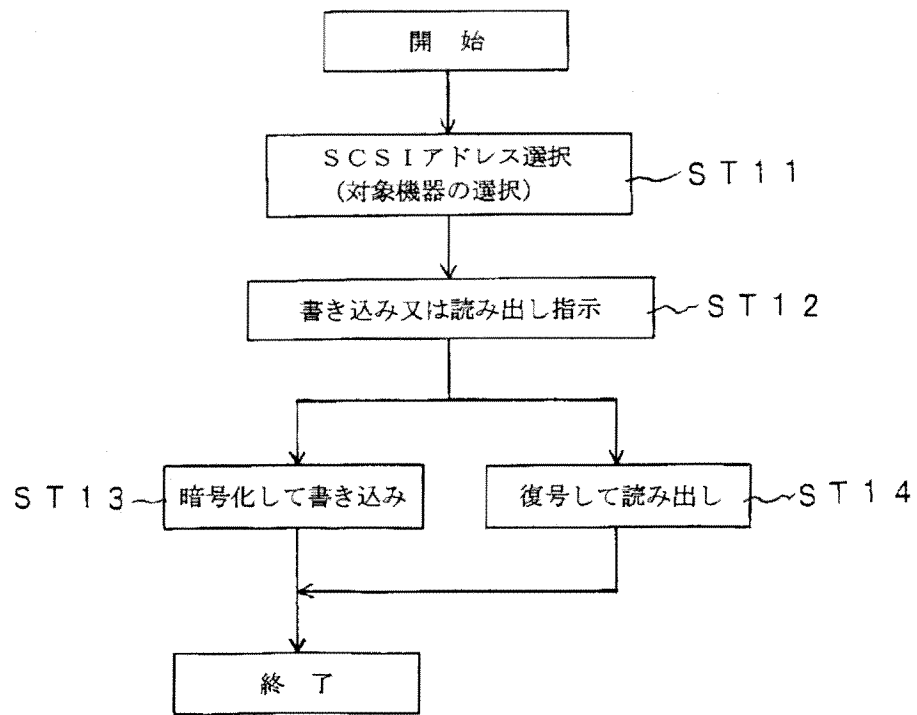 開 始
SCSIアドレス選択
(対象機器の選択)
ST11
書き込み又は読み出し指示
ST12
ST13
暗号化して書き込み
復号して読み出し
ST14
終 了